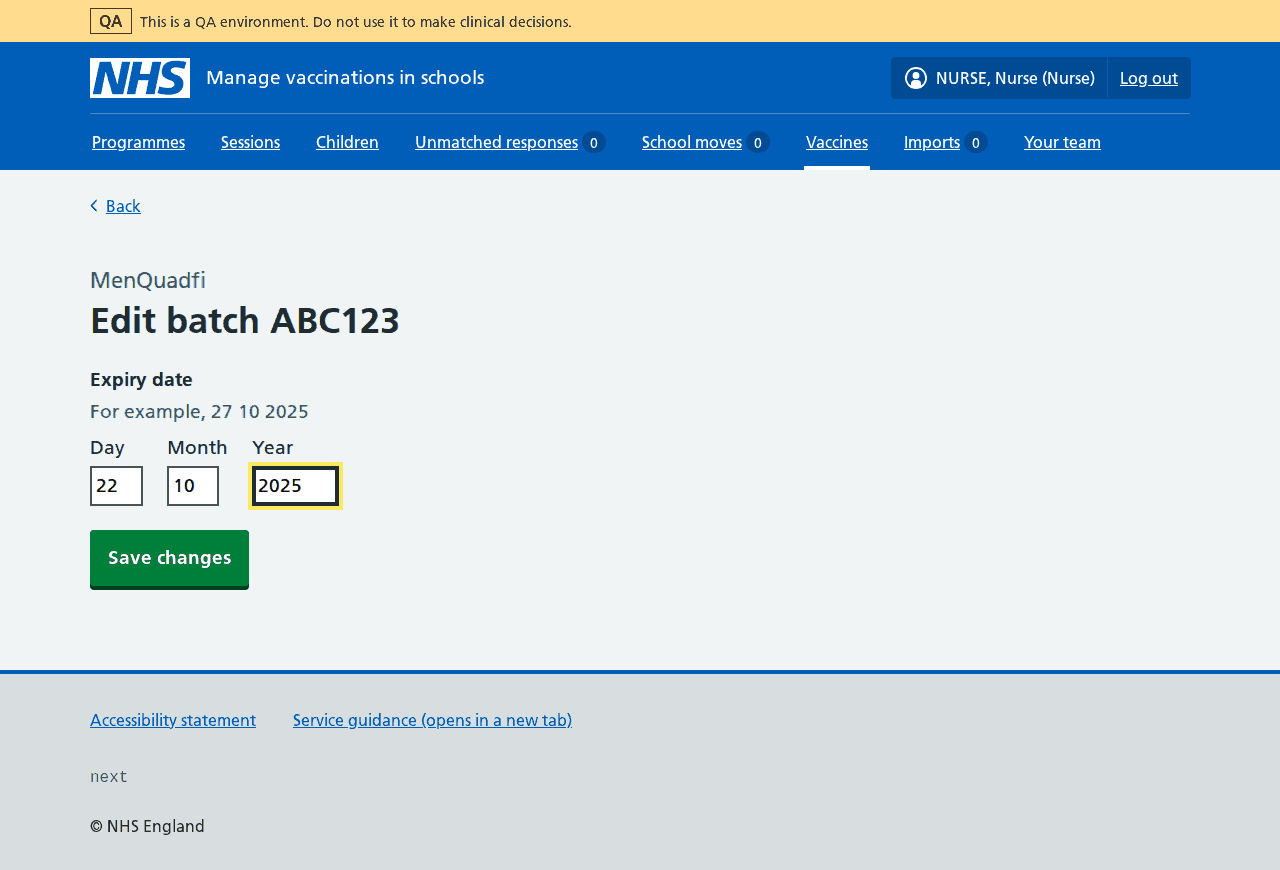 QA This is a QA environment. Do not use it to make clinical decisions.
NHS Manage vaccinations in schools NURSE, Nurse (Nurse) Log out
Programmes Sessions Children Unmatched responses 0 School moves 0 Vaccines Imports 0 Your team
Back
MenQuadfi
Edit batch ABC123
Expiry date
For example, 27 10 2025
Day Month Year
22 10 2025
Save changes
Accessibility statement Service guidance (opens in a new tab)
next
© NHS England